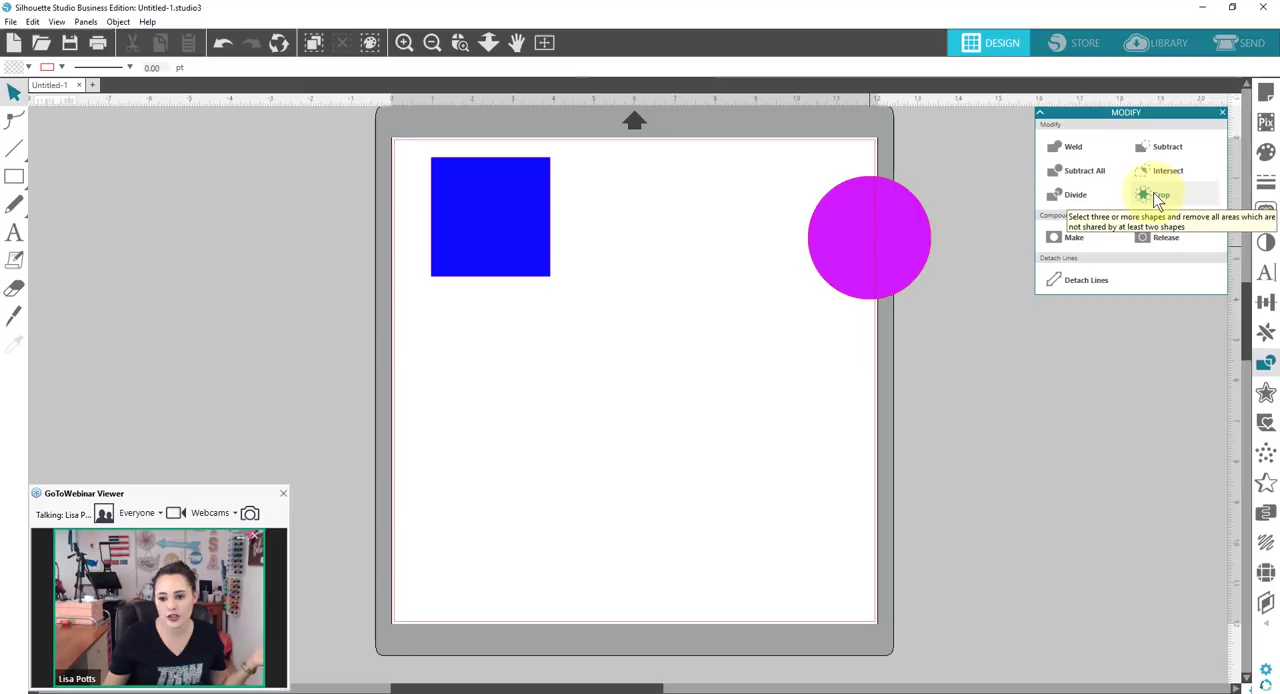 Silhouette Studio Business Edition: Untitled-1.studio3
File Edit View Panels Object Help
DESIGN STORE LIBRARY SEND
0.00 pt
Untitled-1
MODIFY
Modify
Weld Subtract
Subtract All Intersect
Divide
Select three or more shapes and remove all areas which are
not shared by at least two shapes
Make Release
Detach Lines
Detach Lines
GoToWebinar Viewer
Talking: Lisa P... Everyone Webcams
Lisa Potts